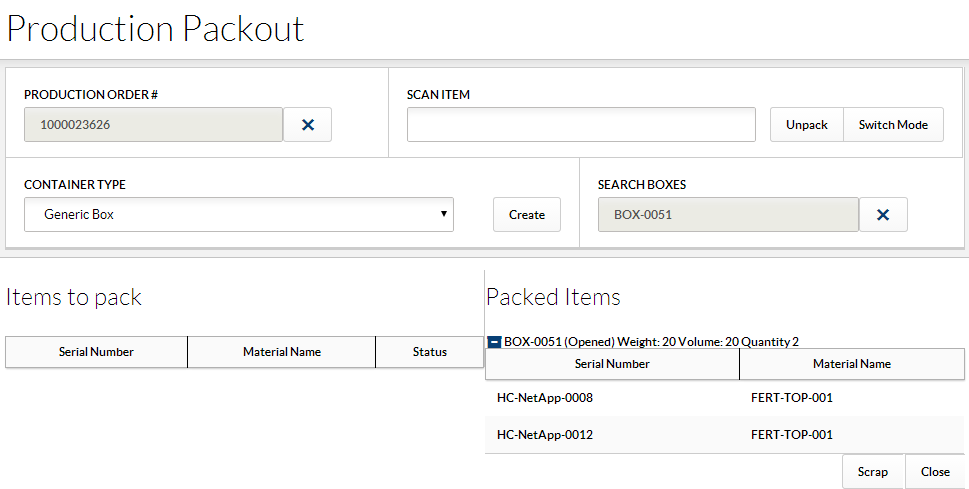 Production Packout
PRODUCTION ORDER #
1000023626
SCAN ITEM
Unpack
Switch Mode
CONTAINER TYPE
Generic Box
Create
SEARCH BOXES
BOX-0051
Items to pack
Serial Number Material Name Status
Packed Items
BOX-0051 (Opened) Weight: 20 Volume: 20 Quantity 2
Serial Number Material Name
HC-NetApp-0008 FERT-TOP-001
HC-NetApp-0012 FERT-TOP-001
Scrap Close